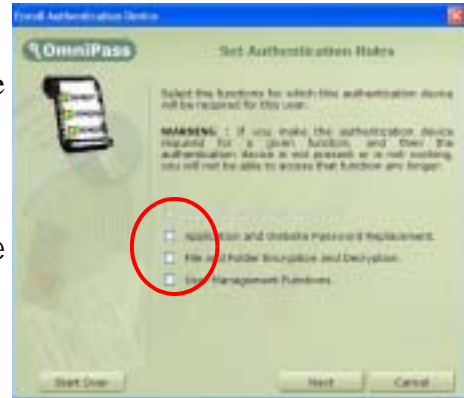 Enroll Authentication Device
OmniPass
Set Authentication Rules
e
Select the functions for which this authentication device
will be required for this user.
WARNING : If you make the authentication device
required for a given function, and then the
authentication device is not present or is not working,
you will not be able to access that function any longer.
e
Application and Website Password Replacement.
File and Folder Encryption and Decryption.
User Management Functions.
Start Over
Next
Cancel